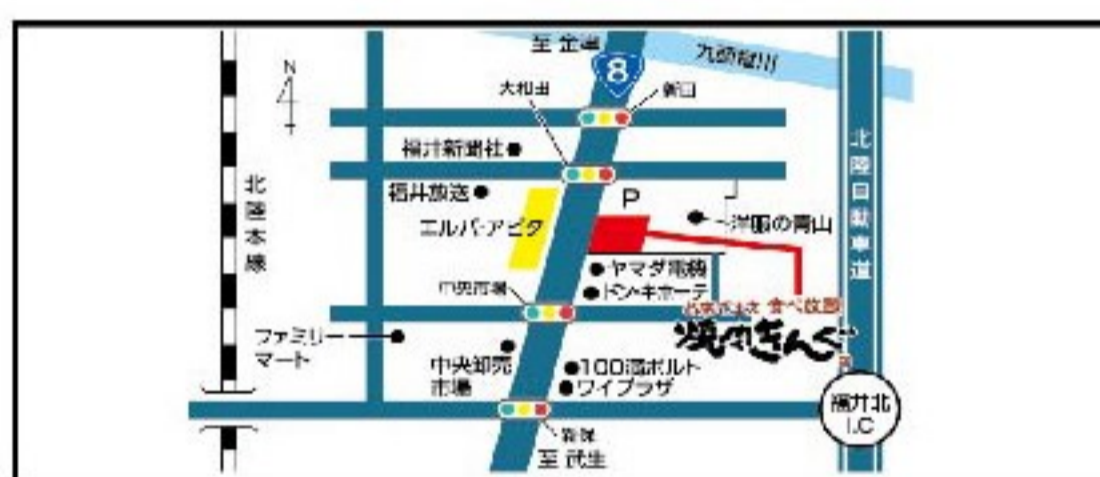 至 金津
8
九頭竜川
N
大和田
新田
福井新聞社
北陸自動車道
福井放送
P
北陸本線
エルパ・アピタ
洋服の青山
ヤマダ電機
中央市場
ドン・キホーテ
食べ放題
焼肉きんぐ
ファミリー
マート
中央卸売
市場
100満ボルト
ワイプラザ
福井北
I.C
新保
至 武生